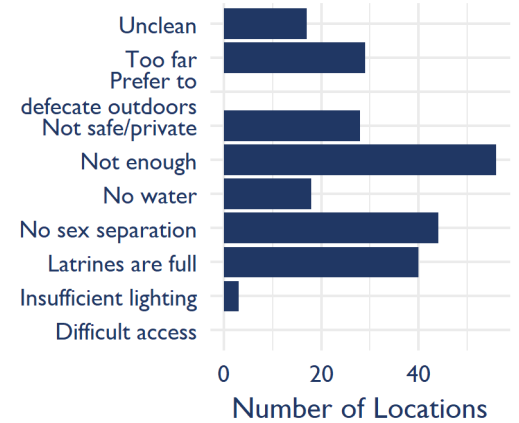 Unclean
Too far
Prefer to
defecate outdoors
Not safe/private
Not enough
No water
No sex separation
Latrines are full
Insufficient lighting
Difficult access
0 20 40
Number of Locations